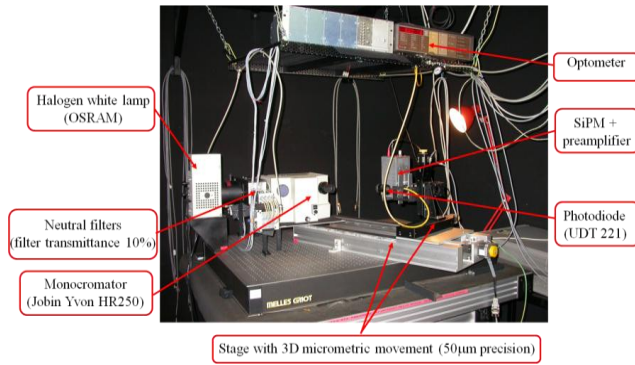 Optometer
Halogen white lamp
(OSRAM)
SiPM +
preamplifier
Neutral filters
(filter transmittance 10%)
Photodiode
(UDT 221)
Monocromator
(Jobin Yvon HR250)
MELLES GRIOT
Stage with 3D micrometric movement (50μm precision)